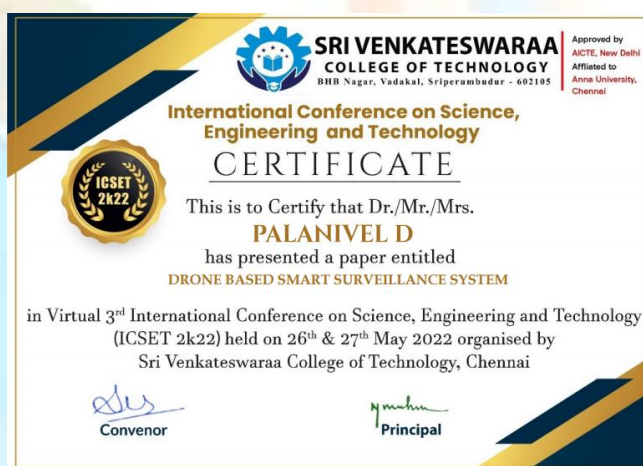 SRI VENKATESWARAA
COLLEGE OF TECHNOLOGY
BHB Nagar, Vadakal, Sriperumbudur - 602105
Approved by
AICTE, New Delhi
Affliated to
Anna University,
Chennai
International Conference on Science,
Engineering and Technology
CERTIFICATE
ICSET
2k22
This is to Certify that Dr./Mr./Mrs.
PALANIVEL D
has presented a paper entitled
DRONE BASED SMART SURVEILLANCE SYSTEM
in Virtual 3rd International Conference on Science, Engineering and Technology
(ICSET 2k22) held on 26th & 27th May 2022 organised by
Sri Venkateswaraa College of Technology, Chennai
Convenor
Principal